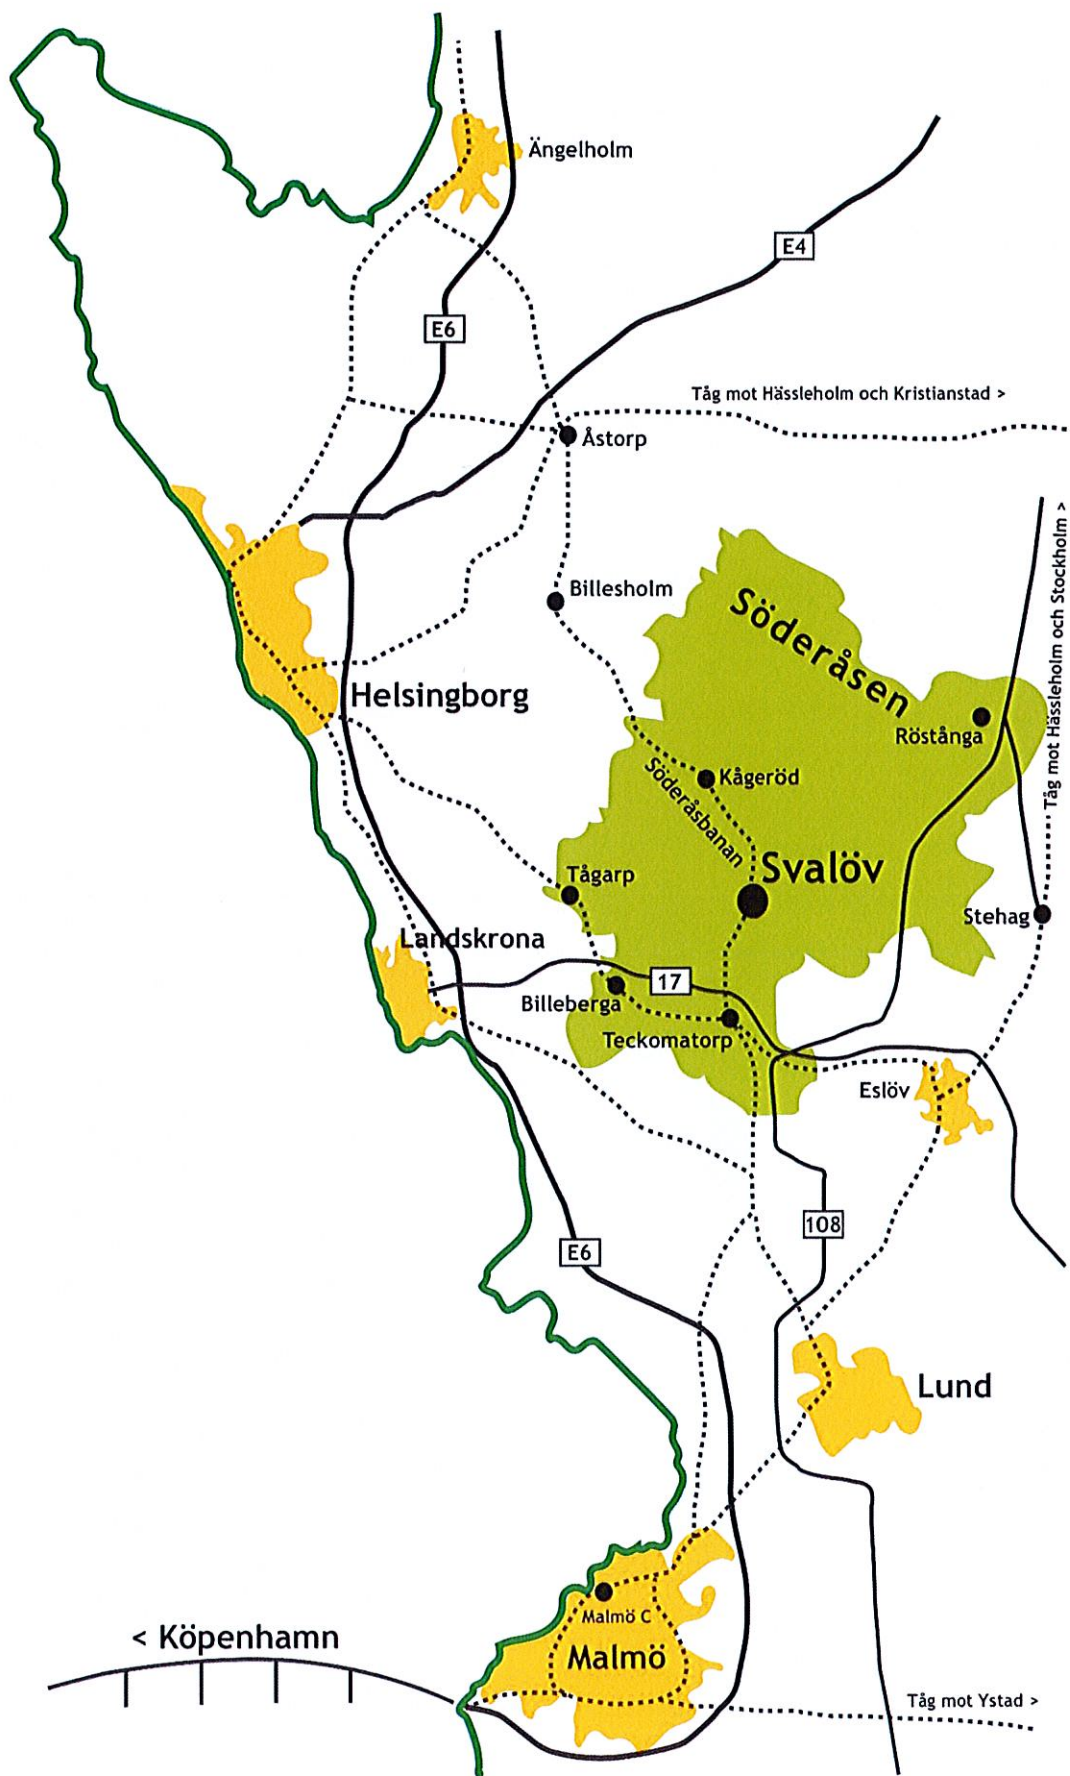 Ängelholm
E4
E6
Tåg mot Hässleholm och Kristianstad >
Åstorp
Tåg mot Hässleholm och Stockholm >
Billesholm
Söderåsen
Helsingborg
Röstånga
Kågeröd
Söderåsbanan
Svalöv
Tågarp
Stehag
Landskrona
17
Billeberga
Teckomatorp
Eslöv
108
E6
Lund
Malmö C
< Köpenhamn
Malmö
Tåg mot Ystad >